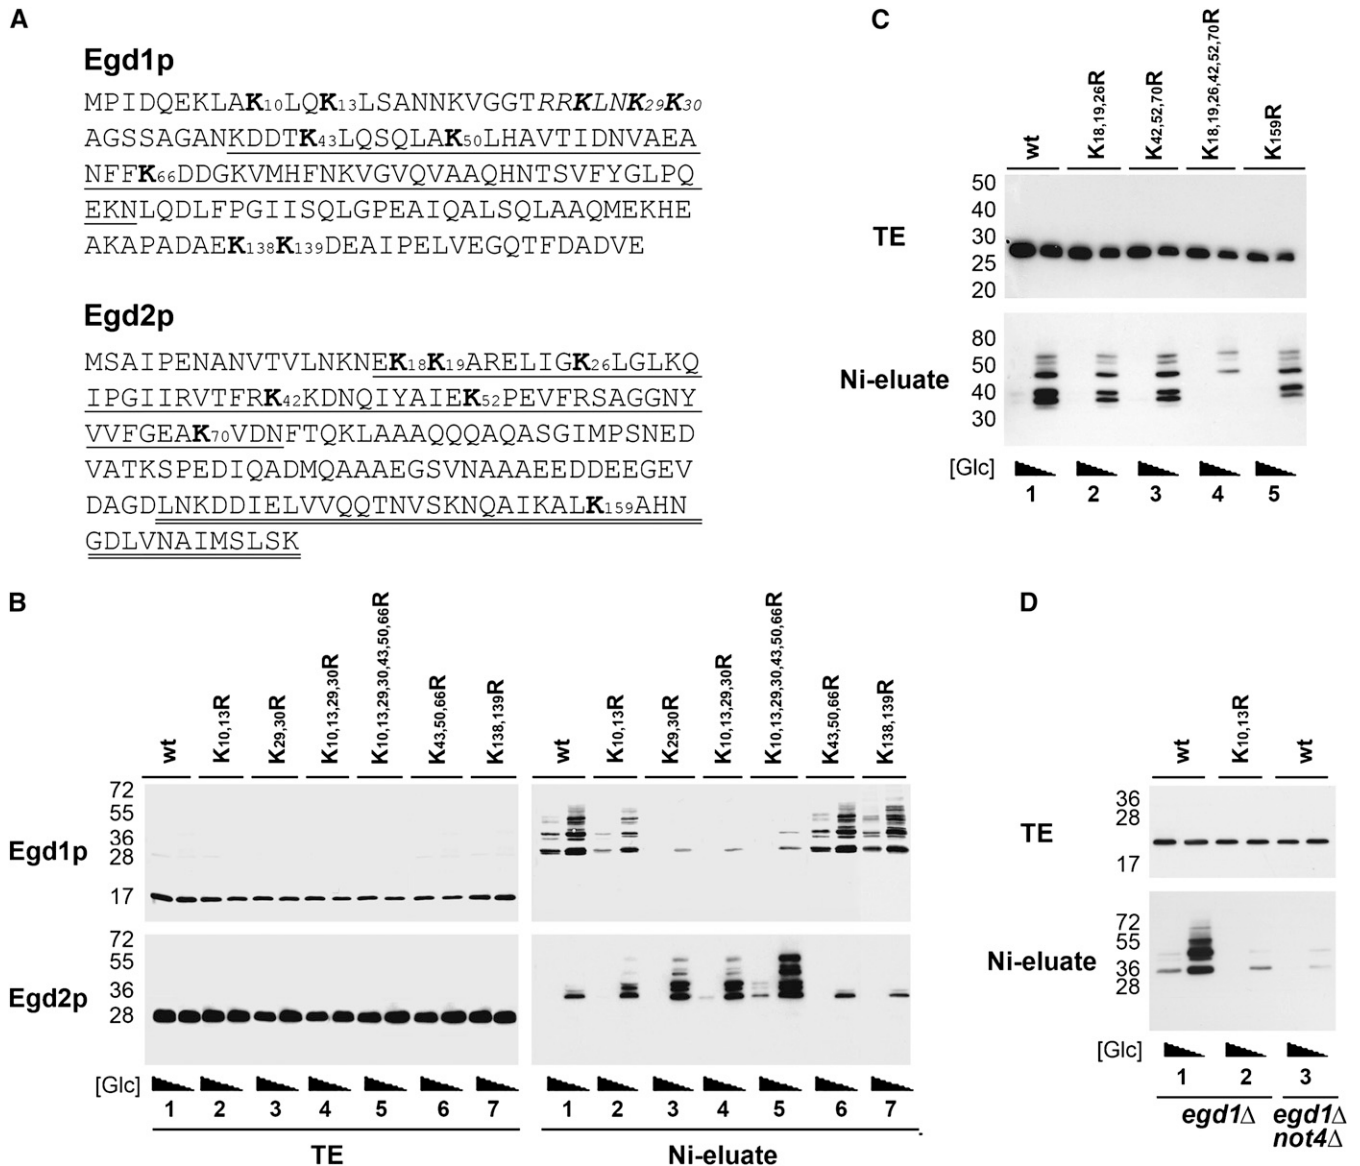 A
Egd1p
MPIDQEKLAK10LQK13LSANNKVGGTRRKLNK29K30
AGSSAGANKDDTK43LQSQLAK50LHAVTIDNVAEA
NFFK66DDGKVMHFNKVGVQVAAQHNTSVFYGLPQ
EKNLQDLFPGIISQLGPEAIQALSQLAAQMEKHE
AKAPADAEK138K139DEAIPELVEGQTFDADVE
Egd2p
MSAIPENANVTVLNKNEK18K19ARELIGK26LGLKQ
IPGIIRVTFRK42KDNQIYAIEK52PEVFRSAGGNY
VVFGEAK70VDNFTQKLAAAQQQAQASGIMPSNED
VATKSPEDIQADMQAAAEGSVNAAAEEDDEEGEV
DAGDLNKDDIELVVQQTNVSKNQAIKALK159AHN
GDLVNAIMSLSK
B
wt
K10,13R
K29,30R
K10,13,29,30R
K10,13,29,30,43,50,66R
K43,50,66R
K138,139R
wt
K10,13R
K29,30R
K10,13,29,30R
K10,13,29,30,43,50,66R
K43,50,66R
K138,139R
Egd1p
72
55
36
28
17
Egd2p
72
55
36
28
[Glc]
1 2 3 4 5 6 7 1 2 3 4 5 6 7
TE Ni-eluate
C
wt
K18,19,26R
K42,52,70R
K18,19,26,42,52,70R
K159R
TE
50
40
30
25
20
Ni-eluate
80
50
40
30
[Glc]
1 2 3 4 5
D
wt
K10,13R
wt
TE
36
28
17
Ni-eluate
72
55
36
28
[Glc]
1 2 3
egd1Δ egd1Δ
not4Δ